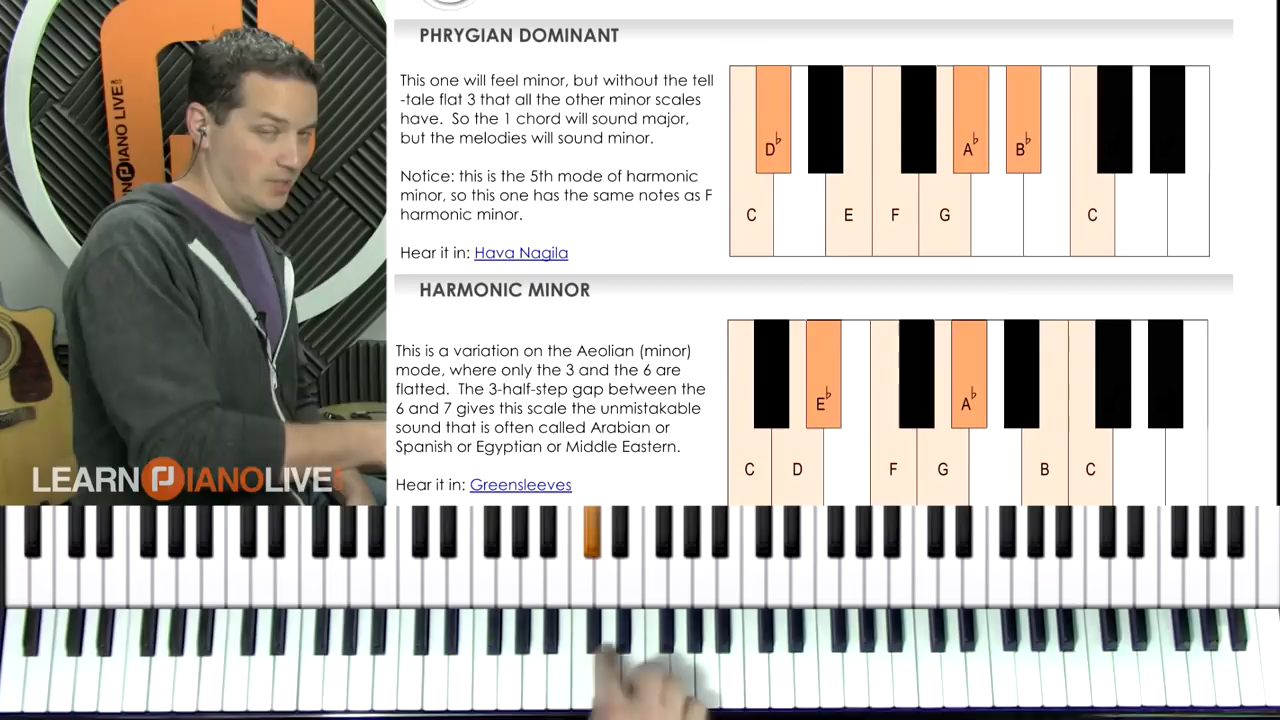 PIANO LIVE
PHRYGIAN DOMINANT
This one will feel minor, but without the tell
-tale flat 3 that all the other minor scales
have. So the 1 chord will sound major,
but the melodies will sound minor.
Notice: this is the 5th mode of harmonic
minor, so this one has the same notes as F
harmonic minor.
Hear it in: Hava Nagila
D♭ A♭ B♭
C E F G C
HARMONIC MINOR
This is a variation on the Aeolian (minor)
mode, where only the 3 and the 6 are
flatted. The 3-half-step gap between the
6 and 7 gives this scale the unmistakable
sound that is often called Arabian or
Spanish or Egyptian or Middle Eastern.
Hear it in: Greensleeves
E♭ A♭
C D F G B C
LEARN PIANOLIVE